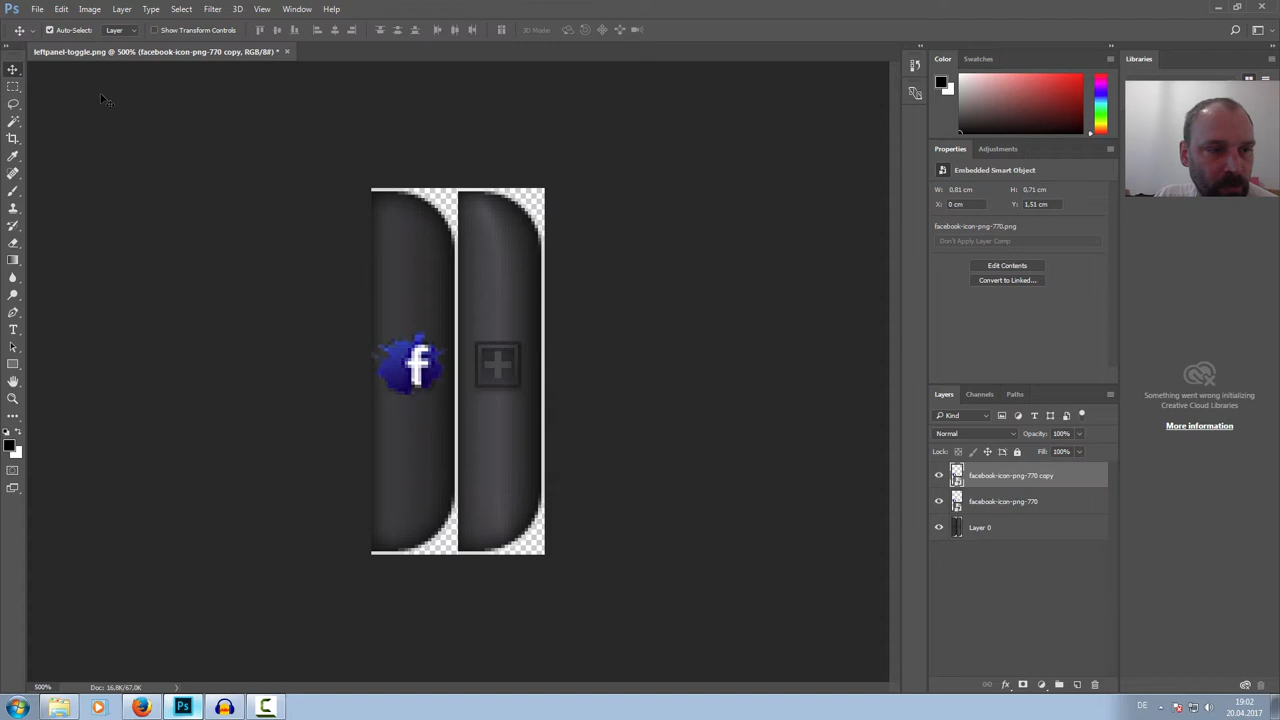 Ps File Edit Image Layer Type Select Filter 3D View Window Help
Auto-Select: Layer Show Transform Controls 3D Mode:
leftpanel-toggle.png @ 500% (facebook-icon-png-770 copy, RGB/8#) * ×
Color Swatches
Libraries
Properties Adjustments
Embedded Smart Object
W: 0,81 cm H: 0,71 cm
X: 0 cm Y: 1,51 cm
facebook-icon-png-770.png
Don't Apply Layer Comp
Edit Contents
Convert to Linked...
f
Something went wrong initializing
Creative Cloud Libraries
More information
Layers Channels Paths
Kind
Normal Opacity: 100%
Lock: Fill: 100%
facebook-icon-png-770 copy
facebook-icon-png-770
Layer 0
T
fx
500% Doc: 16,8K/67,0K
Ps
DE 19:02
20.04.2017